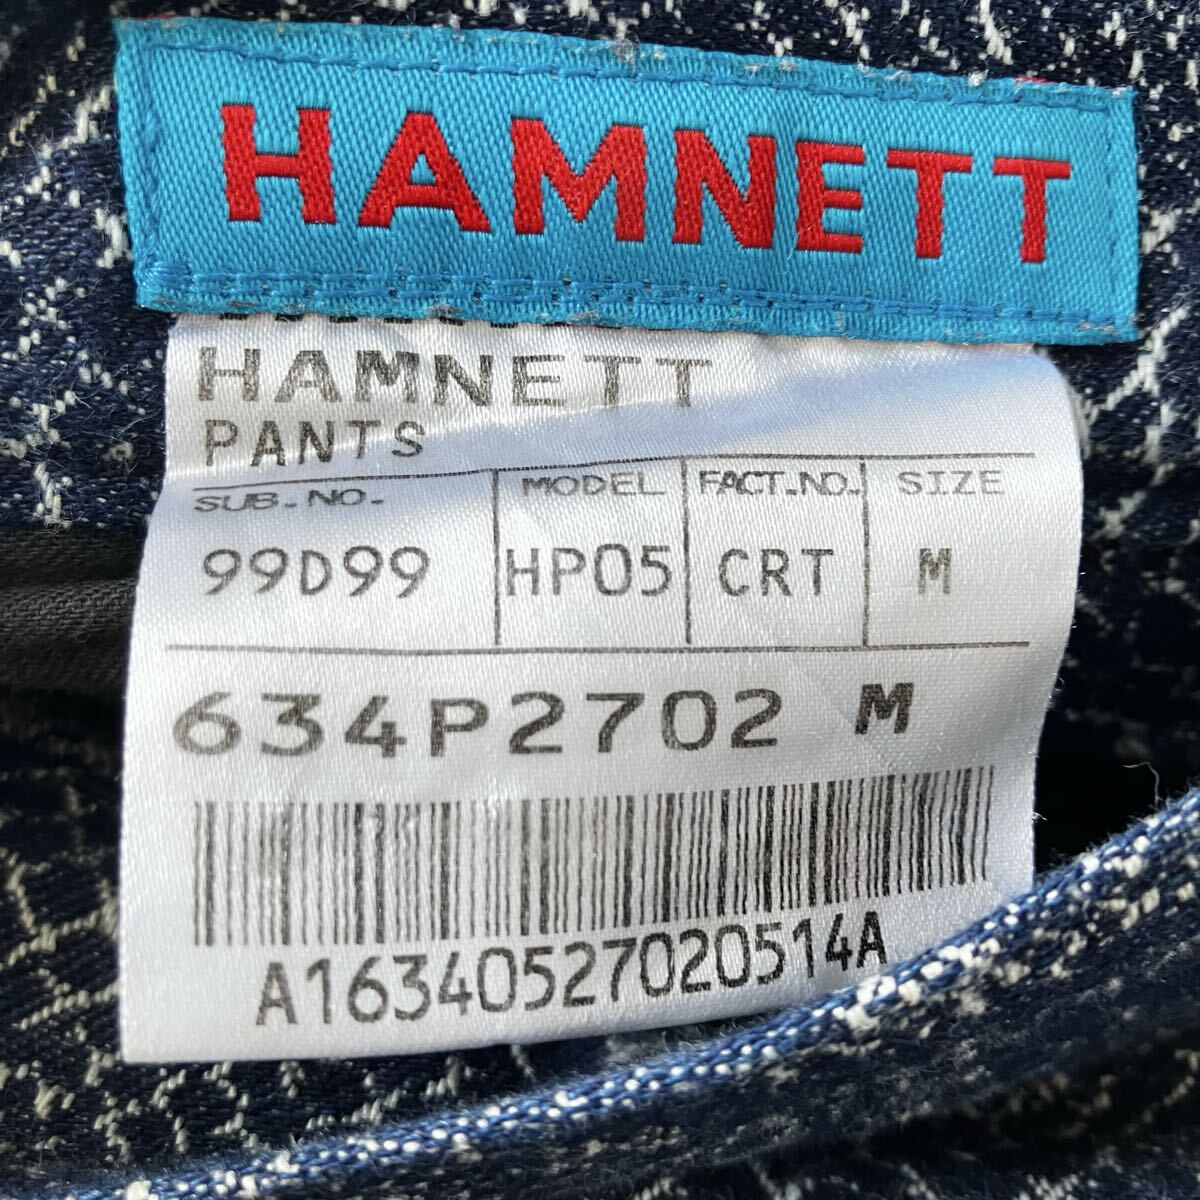 HAMNETT
HAMNETT
PANTS
SUB.NO. MODEL FACT.NO. SIZE
99D99 HP05 CRT M
634P2702 M
A16340527020514A